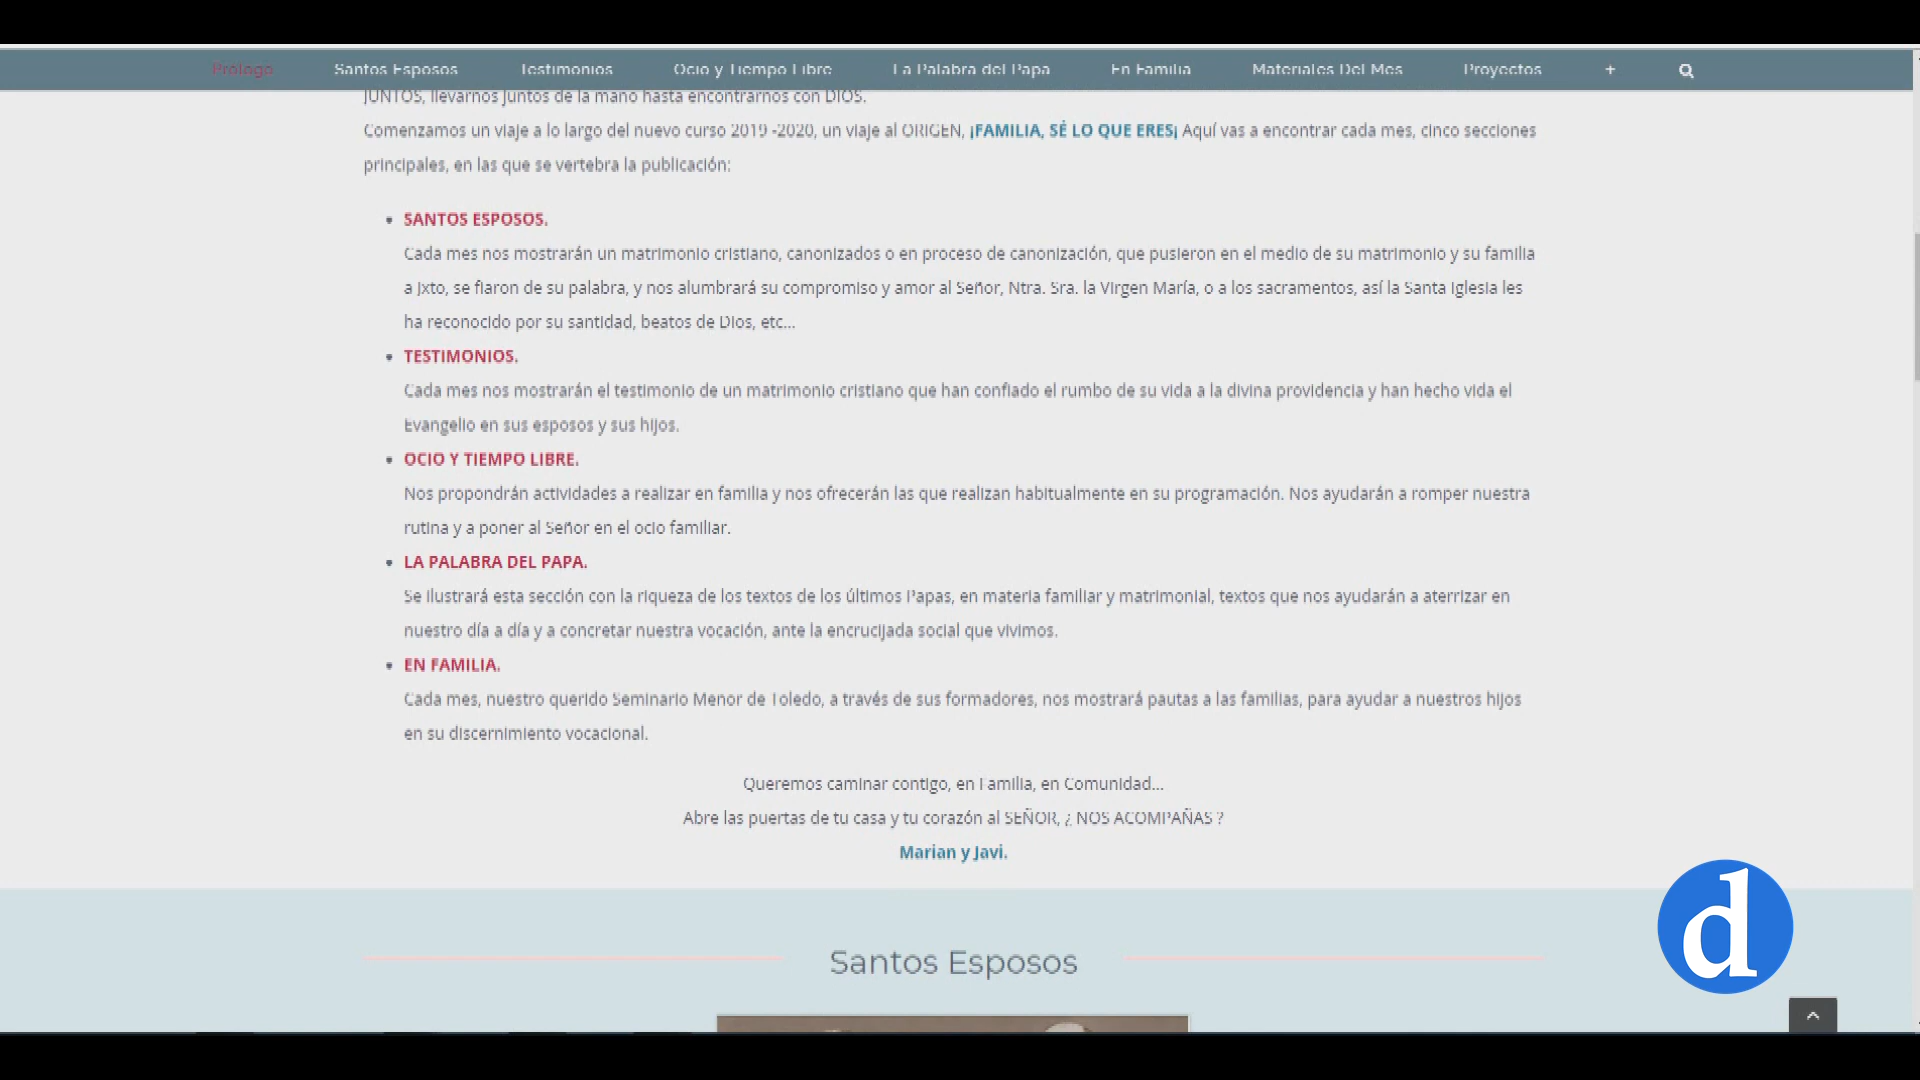 Prologo Santos Esposos Testimonios Ocio y Tiempo Libre La Palabra del Papa En Familia Materiales Del Mes Proyectos +
JUNTOS, llevarnos juntos de la mano hasta encontrarnos con DIOS.
Comenzamos un viaje a lo largo del nuevo curso 2019 -2020, un viaje al ORIGEN, ¡FAMILIA, SÉ LO QUE ERES¡ Aquí vas a encontrar cada mes, cinco secciones
principales, en las que se vertebra la publicación:
• SANTOS ESPOSOS.
Cada mes nos mostrarán un matrimonio cristiano, canonizados o en proceso de canonización, que pusieron en el medio de su matrimonio y su familia
a Jxto, se fiaron de su palabra, y nos alumbrará su compromiso y amor al Señor, Ntra. Sra. la Virgen María, o a los sacramentos, así la Santa Iglesia les
ha reconocido por su santidad, beatos de Dios, etc...
• TESTIMONIOS.
Cada mes nos mostrarán el testimonio de un matrimonio cristiano que han confiado el rumbo de su vida a la divina providencia y han hecho vida el
Evangelio en sus esposos y sus hijos.
• OCIO Y TIEMPO LIBRE.
Nos propondrán actividades a realizar en familia y nos ofrecerán las que realizan habitualmente en su programación. Nos ayudarán a romper nuestra
rutina y a poner al Señor en el ocio familiar.
• LA PALABRA DEL PAPA.
Se ilustrará esta sección con la riqueza de los textos de los últimos Papas, en materia familiar y matrimonial, textos que nos ayudarán a aterrizar en
nuestro día a día y a concretar nuestra vocación, ante la encrucijada social que vivimos.
• EN FAMILIA.
Cada mes, nuestro querido Seminario Menor de Toledo, a través de sus formadores, nos mostrará pautas a las familias, para ayudar a nuestros hijos
en su discernimiento vocacional.
Queremos caminar contigo, en Familia, en Comunidad...
Abre las puertas de tu casa y tu corazón al SEÑOR, ¿ NOS ACOMPAÑAS ?
Marian y Javi.
Santos Esposos
d